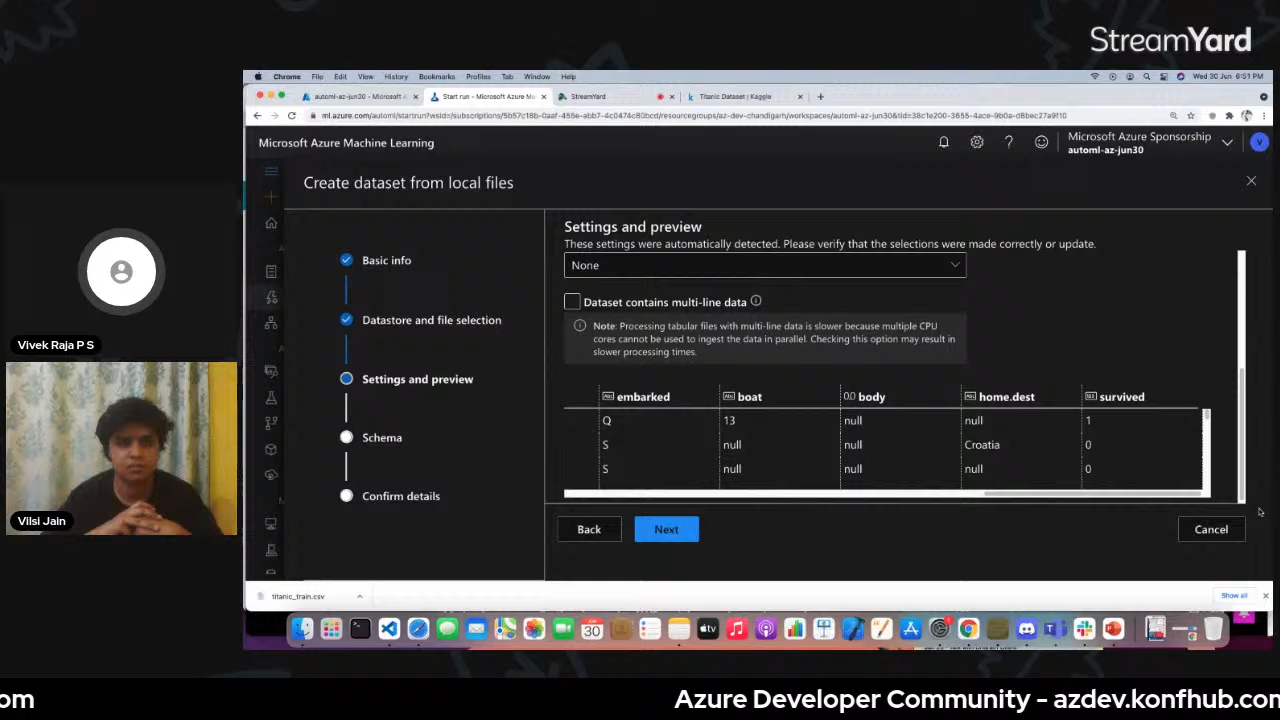 StreamYard
Chrome File Edit View History Bookmarks Profiles Tab Window Help
Wed 30 Jun 6:51 PM
automl-az-jun30 - Microsoft A
Start run - Microsoft Azure M
StreamYard
Titanic Dataset | Kaggle
Microsoft Azure Machine Learning
Microsoft Azure Sponsorship
automl-az-jun30
V
Create dataset from local files
Basic info
Datastore and file selection
Settings and preview
Schema
Confirm details
Settings and preview
These settings were automatically detected. Please verify that the selections were made correctly or update.
None
Dataset contains multi-line data
Note: Processing tabular files with multi-line data is slower because multiple CPU
cores cannot be used to ingest the data in parallel. Checking this option may result in
slower processing times.
embarked boat body home.dest survived
Q 13 null null 1
S null null Croatia 0
S null null null 0
Back Next Cancel
titanic_train.csv
Show all
JUN
30
Vivek Raja P S
Vilsi Jain
om
Azure Developer Community - azdev.konfhub.com